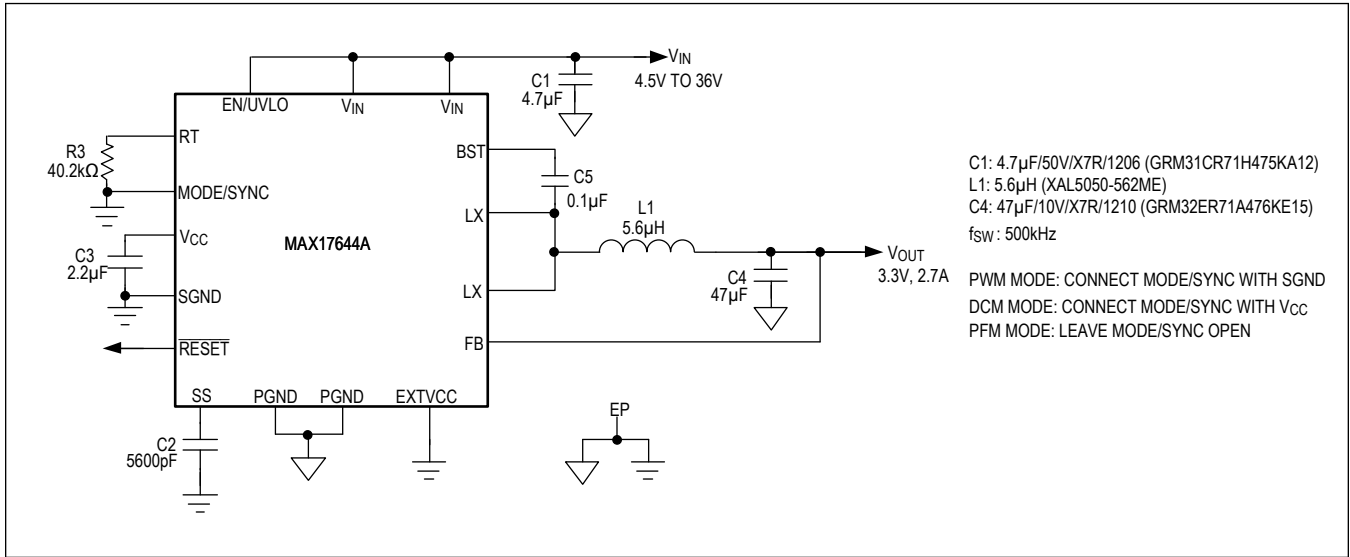 VIN
4.5V TO 36V
C1
4.7µF
EN/UVLO
VIN
VIN
RT
R3
40.2kΩ
MODE/SYNC
VCC
C3
2.2µF
SGND
RESET
SS
PGND
PGND
EXTVCC
C2
5600pF
MAX17644A
BST
C5
0.1µF
LX
L1
5.6µH
LX
C4
47µF
VOUT
3.3V, 2.7A
FB
EP
C1: 4.7µF/50V/X7R/1206 (GRM31CR71H475KA12)
L1: 5.6µH (XAL5050-562ME)
C4: 47µF/10V/X7R/1210 (GRM32ER71A476KE15)
fSW : 500kHz
PWM MODE: CONNECT MODE/SYNC WITH SGND
DCM MODE: CONNECT MODE/SYNC WITH VCC
PFM MODE: LEAVE MODE/SYNC OPEN